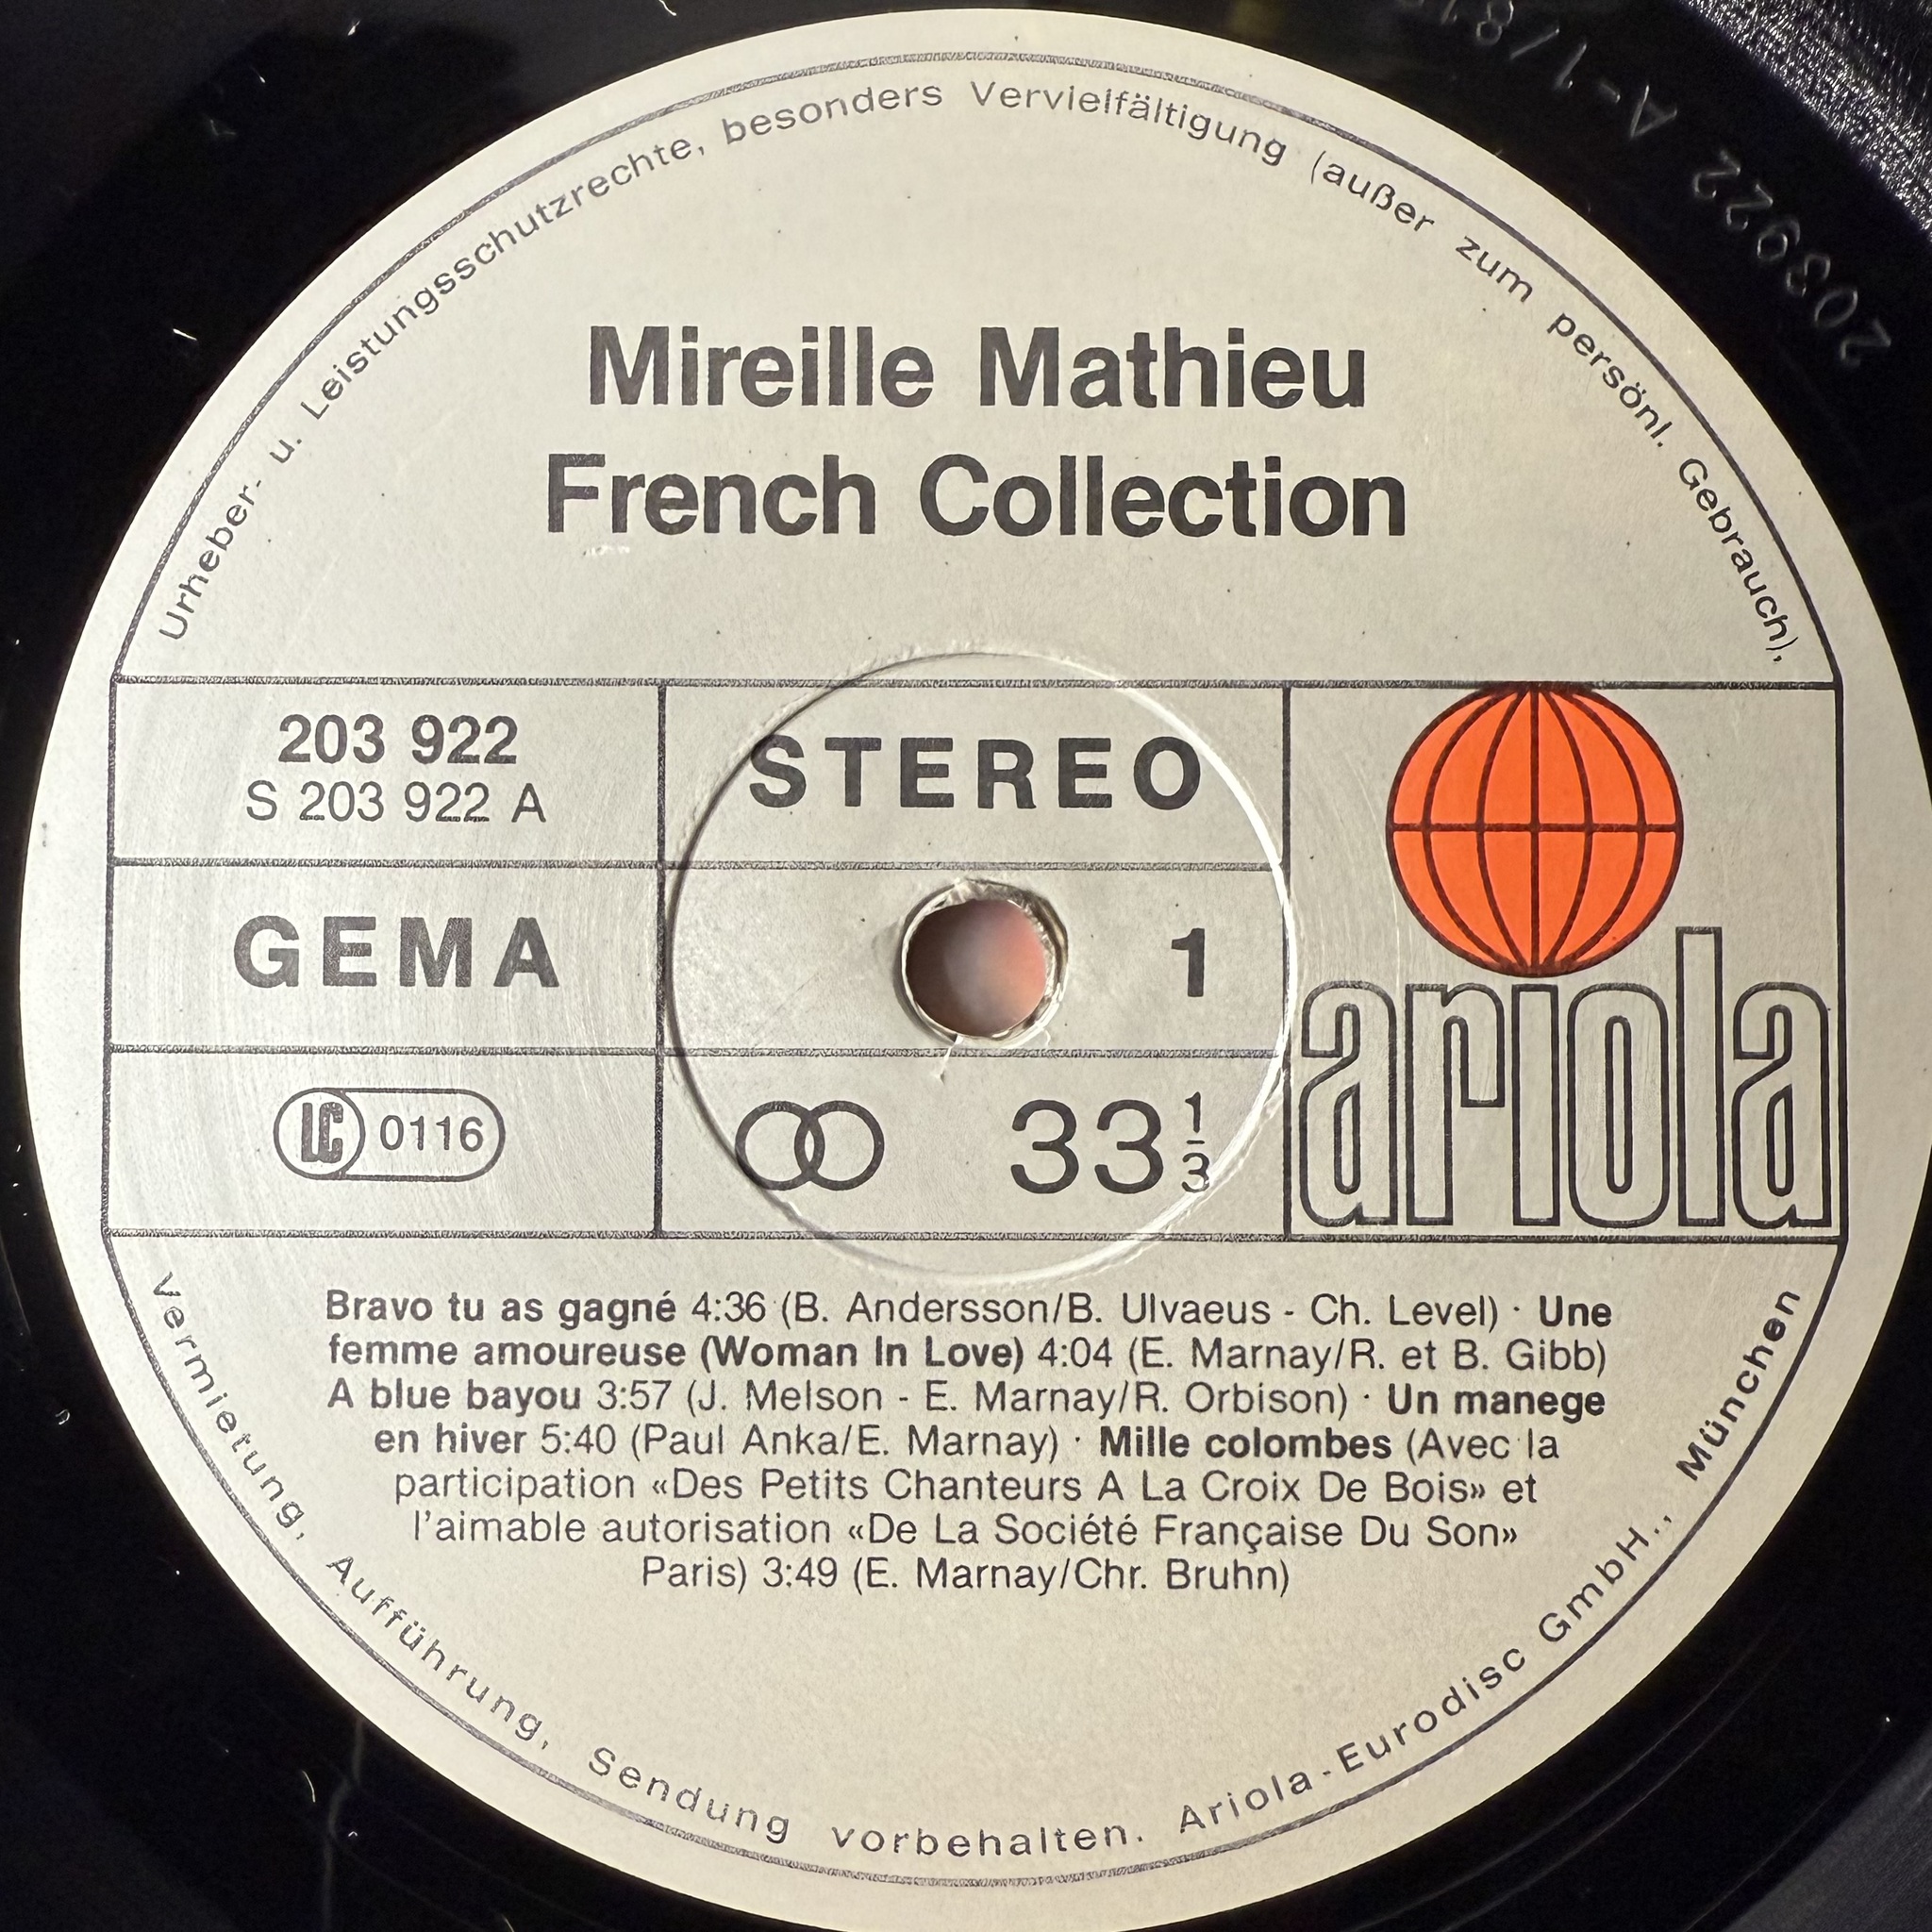 Urheber- u. Leistungsschutzrechte, besonders Vervielfältigung (außer zum persönl. Gebrauch),
Mireille Mathieu
French Collection
203 922
S 203 922 A
STEREO
GEMA
1
LC 0116
33 1/3
ariola
Bravo tu as gagné 4:36 (B. Andersson/B. Ulvaeus - Ch. Level) · Une
femme amoureuse (Woman In Love) 4:04 (E. Marnay/R. et B. Gibb)
A blue bayou 3:57 (J. Melson - E. Marnay/R. Orbison) · Un manege
en hiver 5:40 (Paul Anka/E. Marnay) · Mille colombes (Avec la
participation «Des Petits Chanteurs A La Croix De Bois» et
l'aimable autorisation «De La Société Française Du Son»
Paris) 3:49 (E. Marnay/Chr. Bruhn)
Vermietung, Aufführung, Sendung vorbehalten. Ariola-Eurodisc GmbH., München
203922 A-1/8